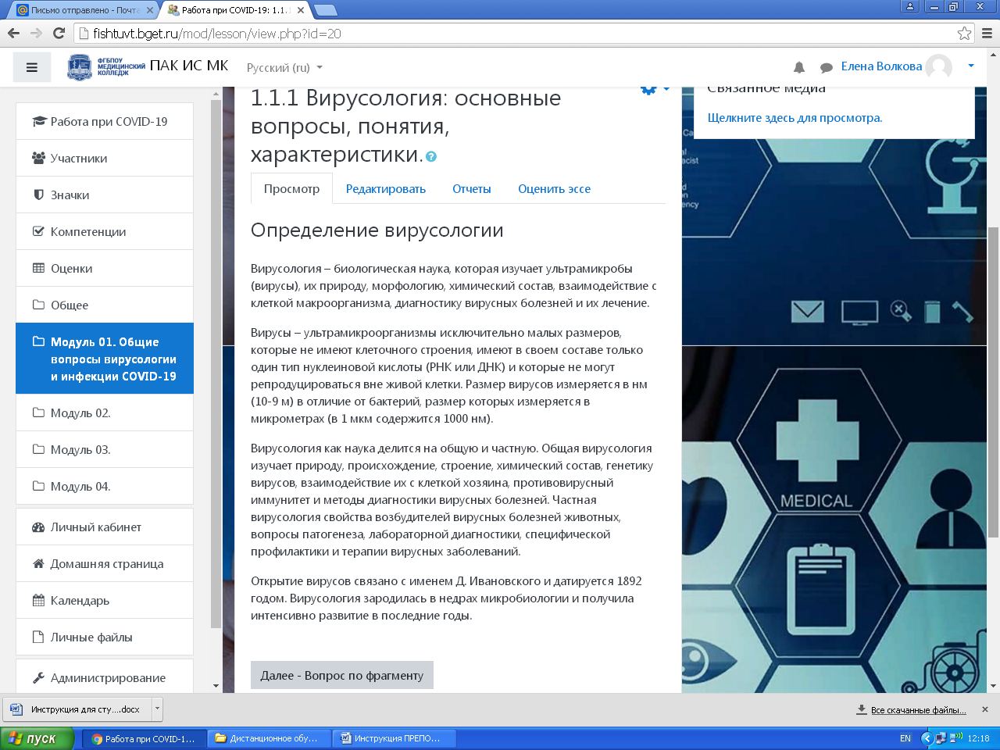 Письмо отправлено - Почта
Работа при COVID-19: 1.1.1
fishtuvt.bget.ru/mod/lesson/view.php?id=20
ФГБПОУ
МЕДИЦИНСКИЙ
КОЛЛЕДЖ
ПАК ИС МК
Русский (ru)
Елена Волкова
Работа при COVID-19
Участники
Значки
Компетенции
Оценки
Общее
Модуль 01. Общие
вопросы вирусологии
и инфекции COVID-19
Модуль 02.
Модуль 03.
Модуль 04.
Личный кабинет
Домашняя страница
Календарь
Личные файлы
Администрирование
1.1.1 Вирусология: основные
вопросы, понятия,
характеристики.
Просмотр
Редактировать
Отчеты
Оценить эссе
Определение вирусологии
Вирусология – биологическая наука, которая изучает ультрамикробы
(вирусы), их природу, морфологию, химический состав, взаимодействие с
клеткой макроорганизма, диагностику вирусных болезней и их лечение.
Вирусы – ультрамикроорганизмы исключительно малых размеров,
которые не имеют клеточного строения, имеют в своем составе только
один тип нуклеиновой кислоты (РНК или ДНК) и которые не могут
репродуцироваться вне живой клетки. Размер вирусов измеряется в нм
(10-9 м) в отличие от бактерий, размер которых измеряется в
микрометрах (в 1 мкм содержится 1000 нм).
Вирусология как наука делится на общую и частную. Общая вирусология
изучает природу, происхождение, строение, химический состав, генетику
вирусов, взаимодействие их с клеткой хозяина, противовирусный
иммунитет и методы диагностики вирусных болезней. Частная
вирусология свойства возбудителей вирусных болезней животных,
вопросы патогенеза, лабораторной диагностики, специфической
профилактики и терапии вирусных заболеваний.
Открытие вирусов связано с именем Д. Ивановского и датируется 1892
годом. Вирусология зародилась в недрах микробиологии и получила
интенсивно развитие в последние годы.
Далее - Вопрос по фрагменту
Связанное медиа
Щелкните здесь для просмотра.
MEDICAL
Инструкция для сту....docx
Все скачанные файлы...
пуск
Работа при COVID-1...
Дистанционное обу...
Инструкция ПРЕПО...
EN
12:18